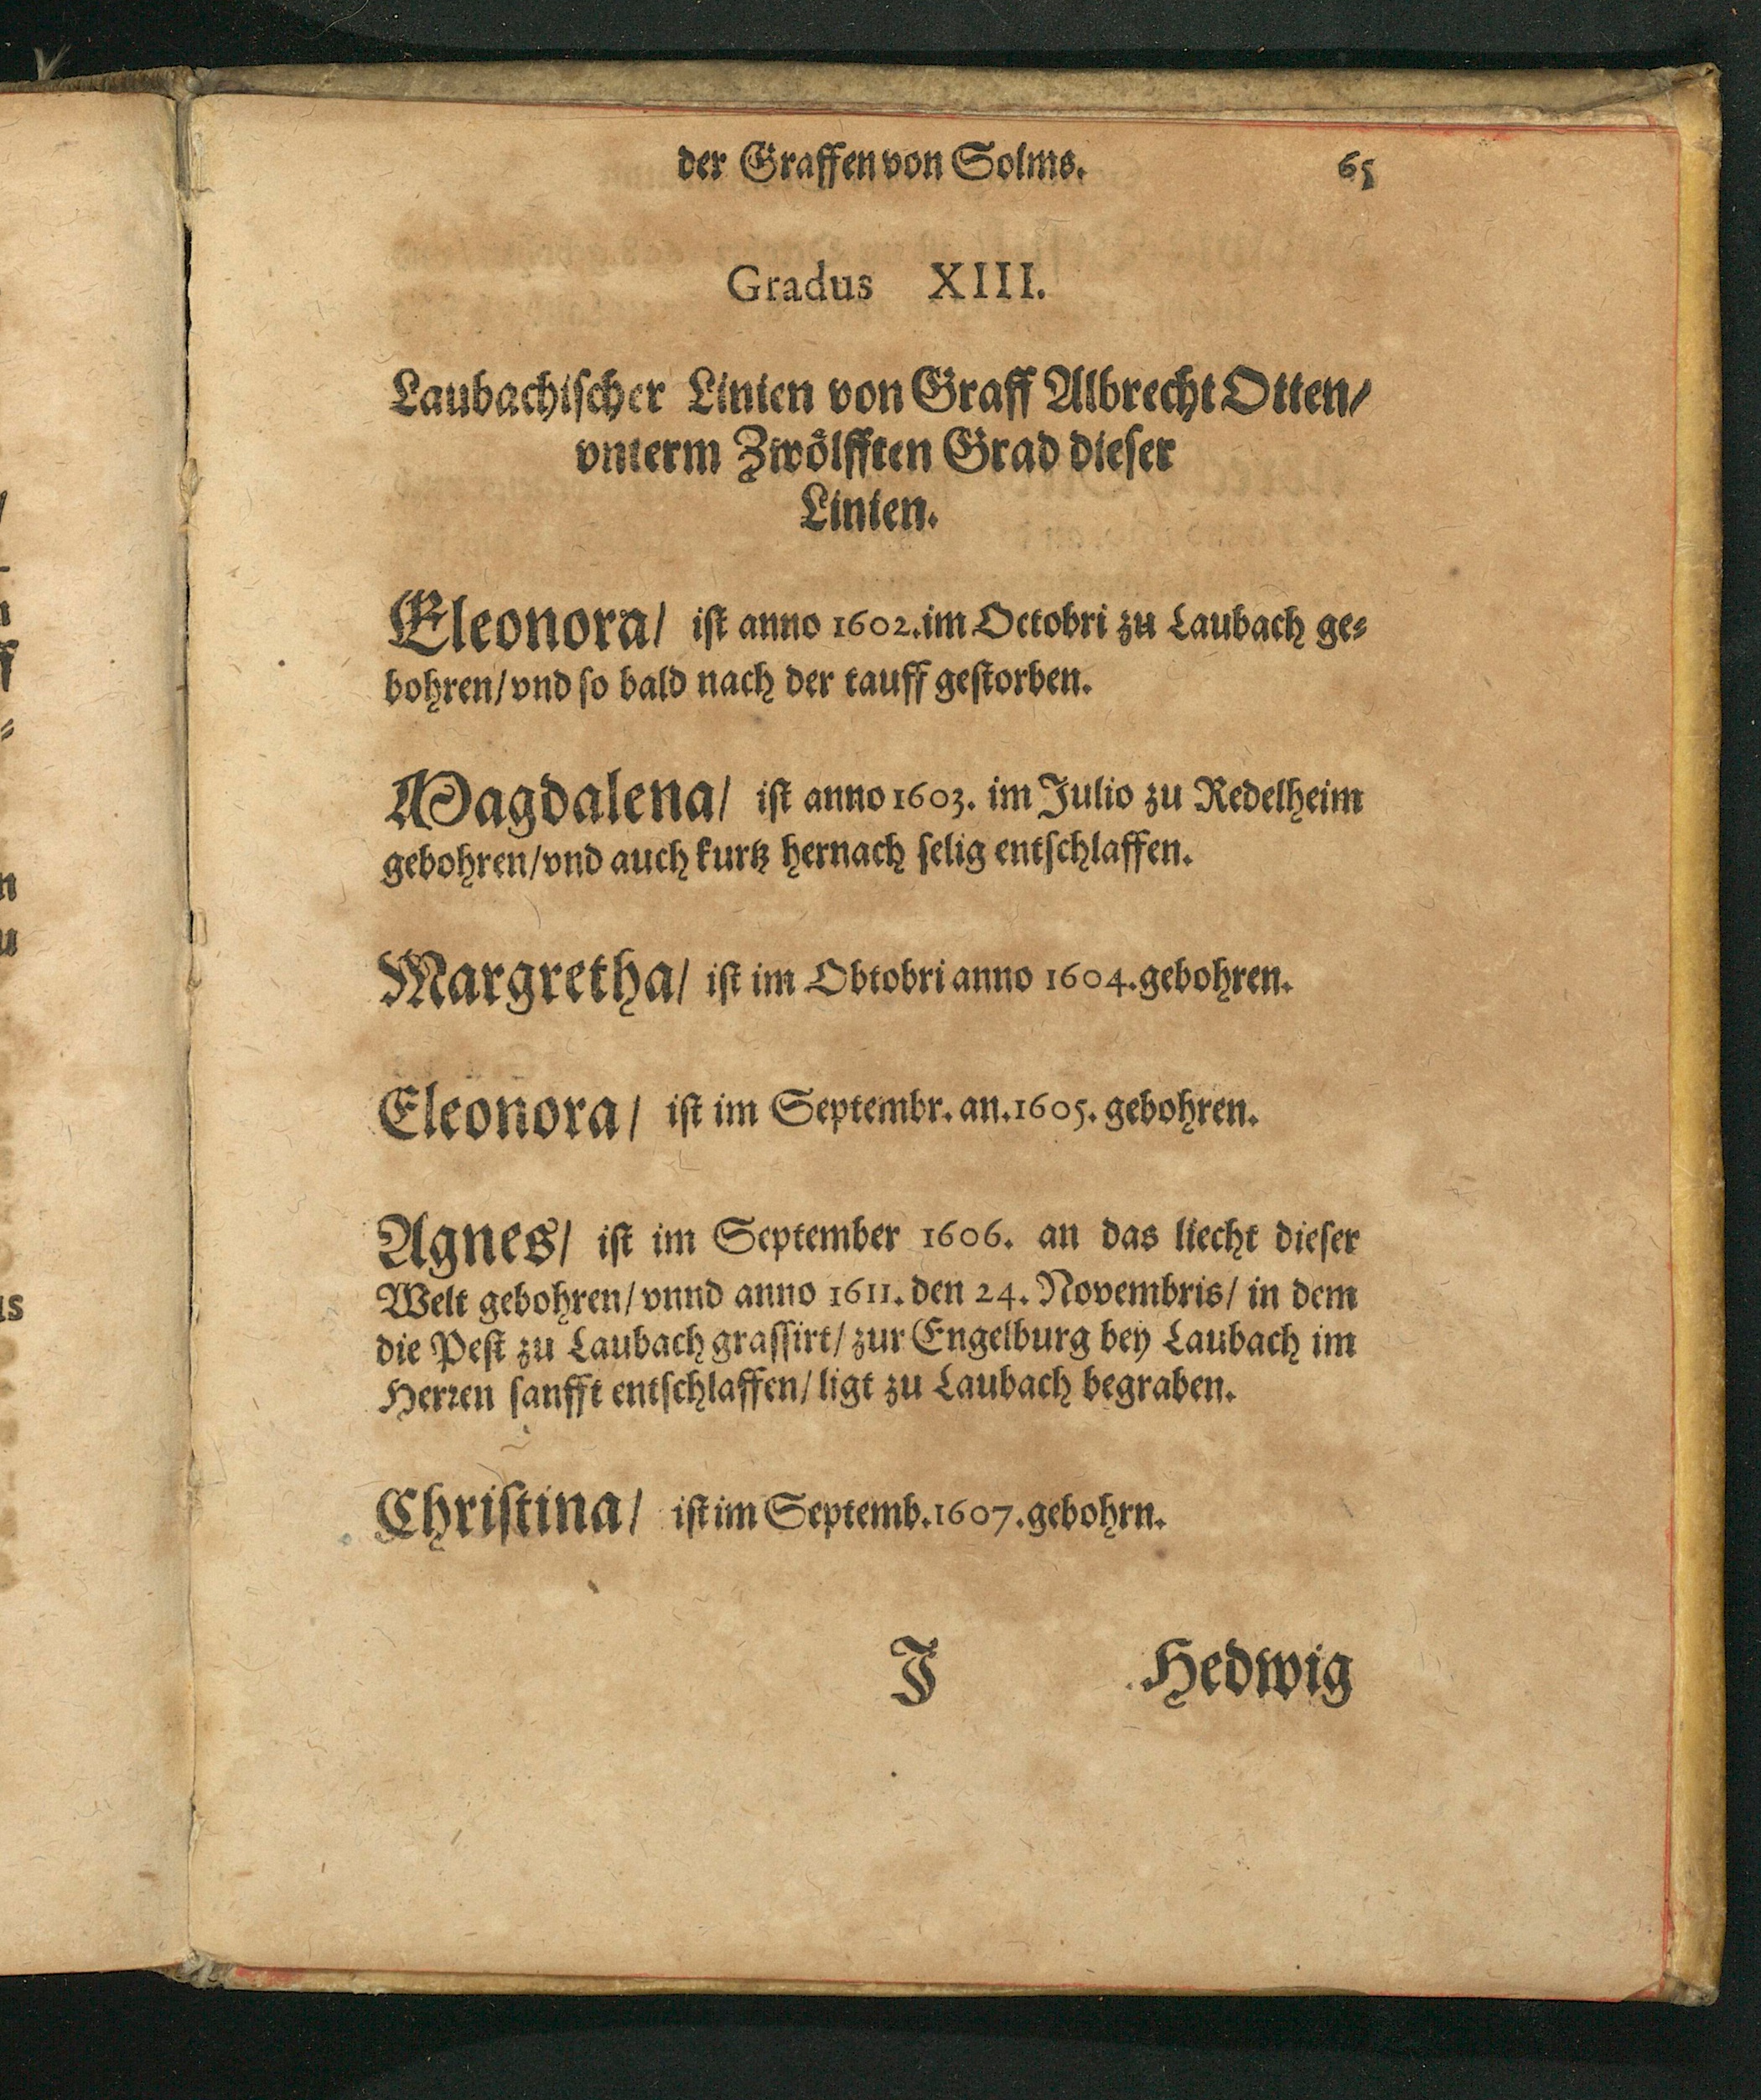 der Graffen von Solms. 65
Gradus XIII.
Laubachischer Linien von Graff Albrecht Otten/
vnterm Zwoͤlfften Grad dieser
Linien.
Eleonora/ ist anno 1602. im Octobri zu Laubach ge⸗
bohren/ vnd so bald nach der tauff gestorben.
Magdalena/ ist anno 1603. im Julio zu Redelheim
gebohren/ vnd auch kurtz hernach selig entschlaffen.
Margretha/ ist im Obtobri anno 1604. gebohren.
Eleonora/ ist im Septembr. an. 1605. gebohren.
Agnes/ ist im September 1606. an das liecht dieser
Welt gebohren/ vnnd anno 1611. den 24. Novembris/ in dem
die Pest zu Laubach grassirt/ zur Engelburg bey Laubach im
Herren sanfft entschlaffen/ ligt zu Laubach begraben.
Christina/ ist im Septemb. 1607. gebohrn.
J Hedwig